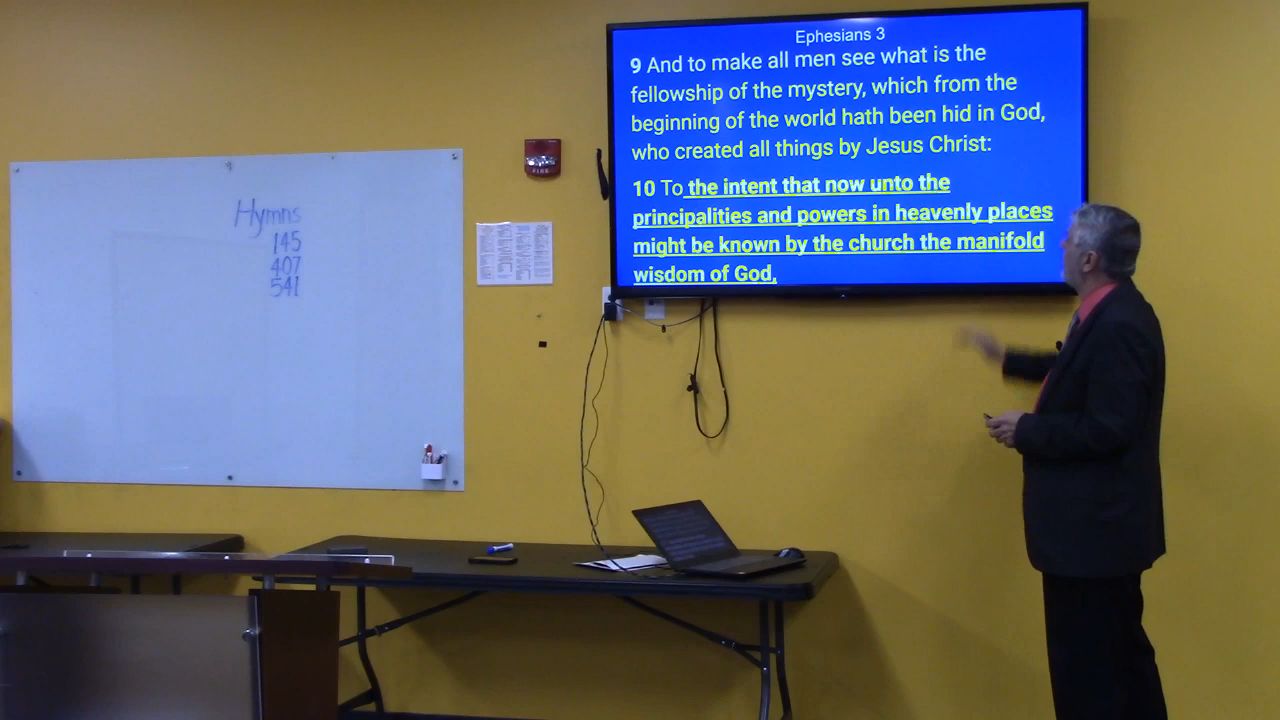 Hymns
145
407
541
FIRE
Ephesians 3
9 And to make all men see what is the
fellowship of the mystery, which from the
beginning of the world hath been hid in God,
who created all things by Jesus Christ:
10 To the intent that now unto the
principalities and powers in heavenly places
might be known by the church the manifold
wisdom of God,